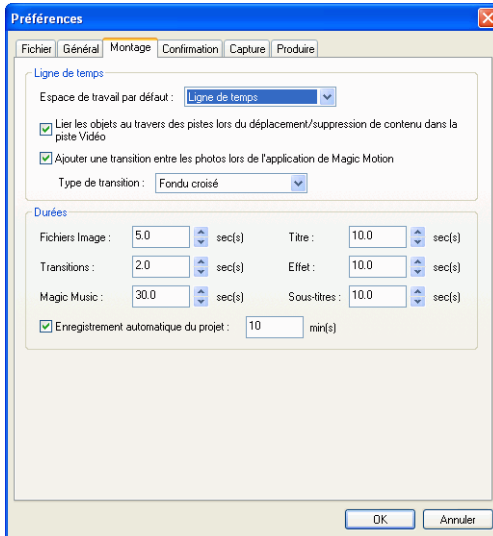 Préférences
Fichier Général Montage Confirmation Capture Produire
Ligne de temps
Espace de travail par défaut : Ligne de temps
Lier les objets au travers des pistes lors du déplacement/suppression de contenu dans la
piste Vidéo
Ajouter une transition entre les photos lors de l'application de Magic Motion
Type de transition : Fondu croisé
Durées
Fichiers Image : 5.0 sec(s) Titre : 10.0 sec(s)
Transitions : 2.0 sec(s) Effet : 10.0 sec(s)
Magic Music : 30.0 sec(s) Sous-titres : 10.0 sec(s)
Enregistrement automatique du projet : 10 min(s)
OK Annuler